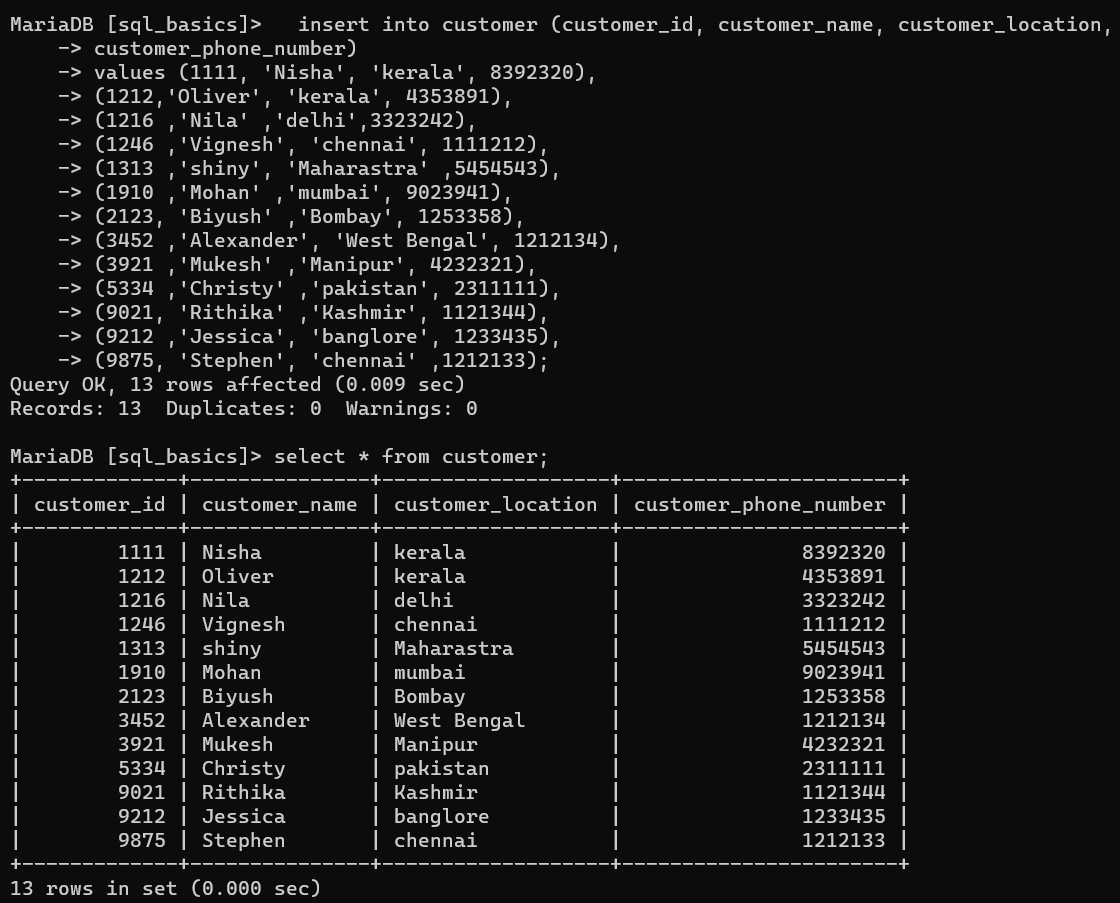 MariaDB [sql_basics]>   insert into customer (customer_id, customer_name, customer_location,
    -> customer_phone_number)
    -> values (1111, 'Nisha', 'kerala', 8392320),
    -> (1212,'Oliver', 'kerala', 4353891),
    -> (1216 ,'Nila' ,'delhi',3323242),
    -> (1246 ,'Vignesh', 'chennai', 1111212),
    -> (1313 ,'shiny', 'Maharastra' ,5454543),
    -> (1910 ,'Mohan' ,'mumbai', 9023941),
    -> (2123, 'Biyush' ,'Bombay', 1253358),
    -> (3452 ,'Alexander', 'West Bengal', 1212134),
    -> (3921 ,'Mukesh' ,'Manipur', 4232321),
    -> (5334 ,'Christy' ,'pakistan', 2311111),
    -> (9021, 'Rithika' ,'Kashmir', 1121344),
    -> (9212 ,'Jessica', 'banglore', 1233435),
    -> (9875, 'Stephen', 'chennai' ,1212133);
Query OK, 13 rows affected (0.009 sec)
Records: 13  Duplicates: 0  Warnings: 0

MariaDB [sql_basics]> select * from customer;
+-------------+---------------+-------------------+-----------------------+
| customer_id | customer_name | customer_location | customer_phone_number |
+-------------+---------------+-------------------+-----------------------+
|        1111 | Nisha         | kerala            |               8392320 |
|        1212 | Oliver        | kerala            |               4353891 |
|        1216 | Nila          | delhi             |               3323242 |
|        1246 | Vignesh       | chennai           |               1111212 |
|        1313 | shiny         | Maharastra        |               5454543 |
|        1910 | Mohan         | mumbai            |               9023941 |
|        2123 | Biyush        | Bombay            |               1253358 |
|        3452 | Alexander     | West Bengal       |               1212134 |
|        3921 | Mukesh        | Manipur           |               4232321 |
|        5334 | Christy       | pakistan          |               2311111 |
|        9021 | Rithika       | Kashmir           |               1121344 |
|        9212 | Jessica       | banglore          |               1233435 |
|        9875 | Stephen       | chennai           |               1212133 |
+-------------+---------------+-------------------+-----------------------+
13 rows in set (0.000 sec)